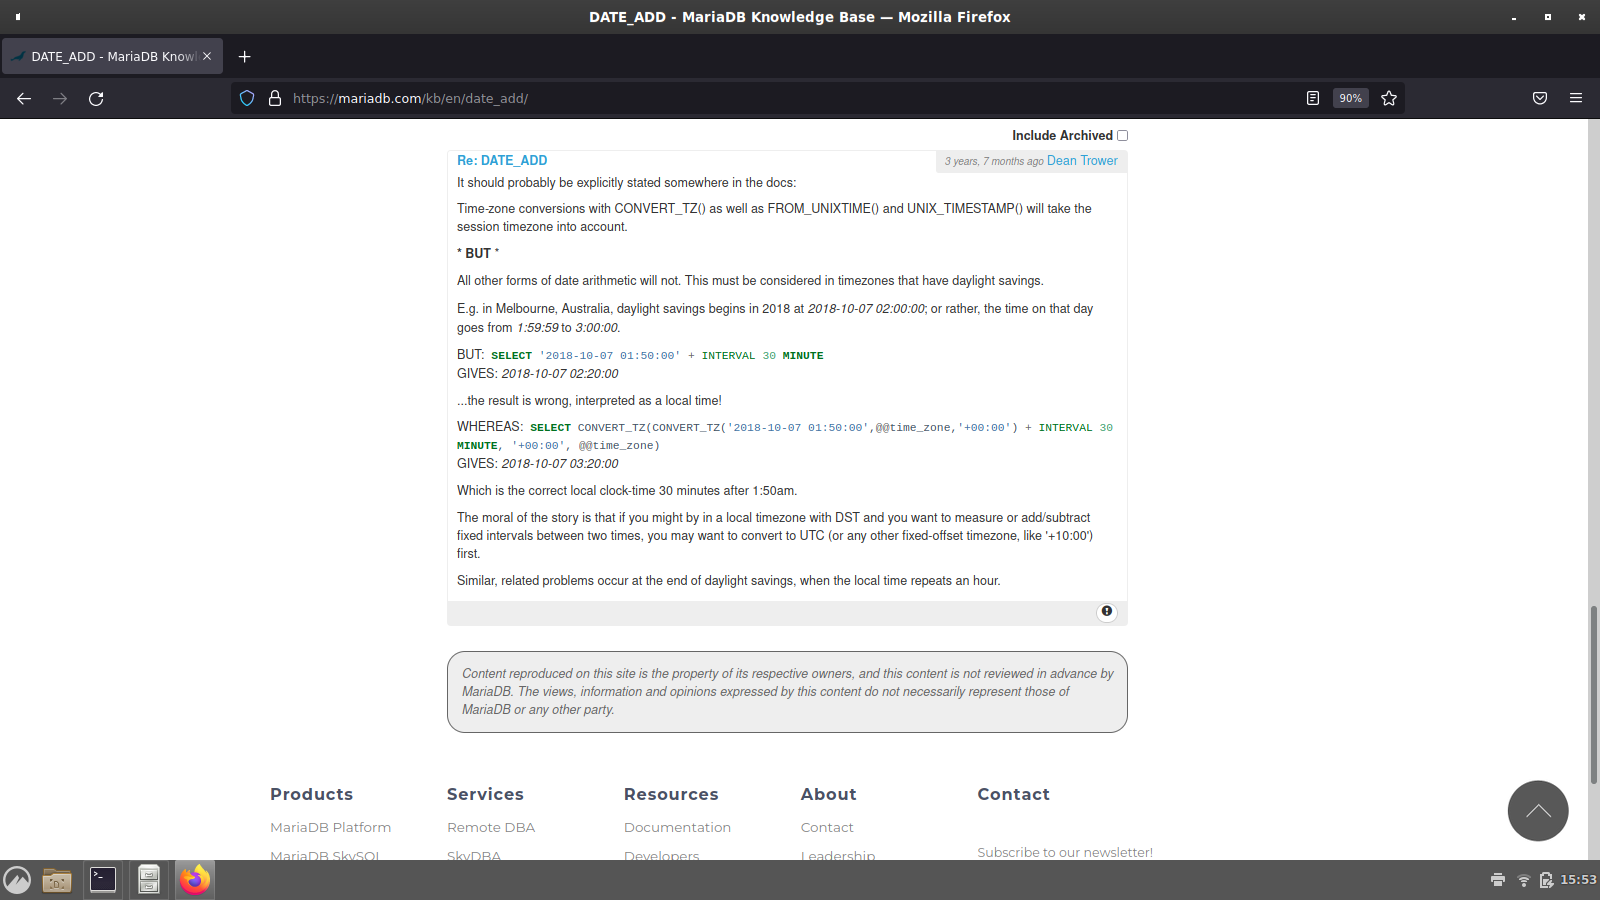 DATE_ADD - MariaDB Knowledge Base — Mozilla Firefox
DATE_ADD - MariaDB Knowl
https://mariadb.com/kb/en/date_add/
90%
Include Archived
Re: DATE_ADD
3 years, 7 months ago Dean Trower
It should probably be explicitly stated somewhere in the docs:
Time-zone conversions with CONVERT_TZ() as well as FROM_UNIXTIME() and UNIX_TIMESTAMP() will take the
session timezone into account.
* BUT *
All other forms of date arithmetic will not. This must be considered in timezones that have daylight savings.
E.g. in Melbourne, Australia, daylight savings begins in 2018 at 2018-10-07 02:00:00; or rather, the time on that day
goes from 1:59:59 to 3:00:00.
BUT: SELECT '2018-10-07 01:50:00' + INTERVAL 30 MINUTE
GIVES: 2018-10-07 02:20:00
...the result is wrong, interpreted as a local time!
WHEREAS: SELECT CONVERT_TZ(CONVERT_TZ('2018-10-07 01:50:00',@@time_zone,'+00:00') + INTERVAL 30
MINUTE, '+00:00', @@time_zone)
GIVES: 2018-10-07 03:20:00
Which is the correct local clock-time 30 minutes after 1:50am.
The moral of the story is that if you might by in a local timezone with DST and you want to measure or add/subtract
fixed intervals between two times, you may want to convert to UTC (or any other fixed-offset timezone, like '+10:00')
first.
Similar, related problems occur at the end of daylight savings, when the local time repeats an hour.
Content reproduced on this site is the property of its respective owners, and this content is not reviewed in advance by
MariaDB. The views, information and opinions expressed by this content do not necessarily represent those of
MariaDB or any other party.
Products Services Resources About Contact
MariaDB Platform Remote DBA Documentation Contact
MariaDB SkySQL SkyDBA Developers Leadership Subscribe to our newsletter!
15:53